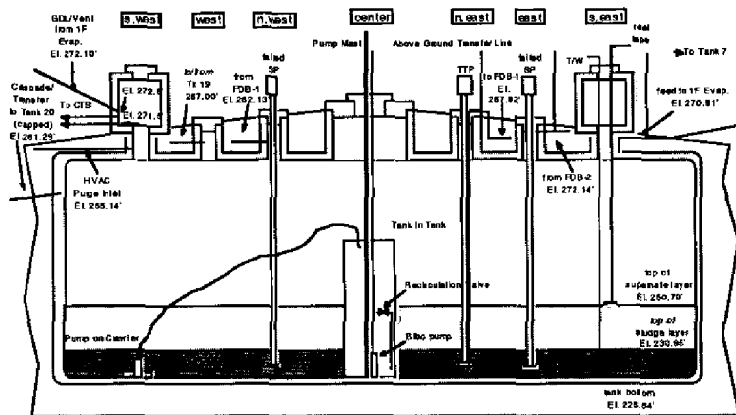 s.west
west
n.west
center
n.east
east
s.east
GDL/Vent
from 1F
Evap.
El. 272.10'
Cascade/
Transfer
to Tank 20
(capped)
El. 261.29'
To CTS
El. 272.6'
El. 271.6'
to/from
Tk 19
267.00'
from
FDB-1
El. 262.13'
failed
SP
Pump Mast
Above Ground Transfer Line
TTP
to FDB-1
El.
267.82'
failed
SP
T/W
reel
tape
To Tank 7
feed to 1F Evap.
El. 270.81'
from FDB-2
El. 272.14'
HVAC
Purge Inlet
El. 265.14'
Tank in Tank
Recirculation Valve
Bibo pump
Pump on Crawler
top of
supernate layer
El. 250.70'
top of
sludge layer
El. 230.95'
tank bottom
El. 226.64'